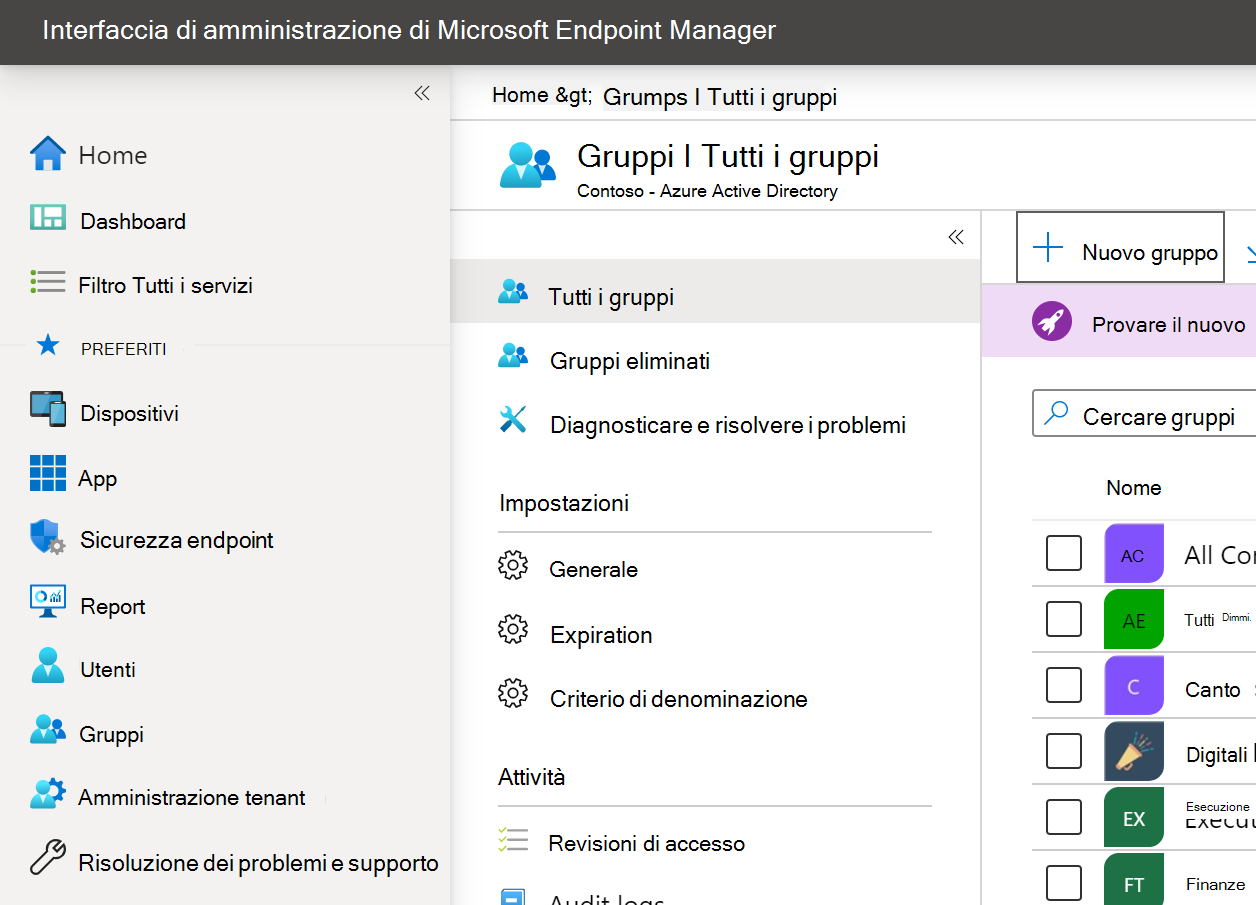 Interfaccia di amministrazione di Microsoft Endpoint Manager
Home
Dashboard
Filtro Tutti i servizi
PREFERITI
Dispositivi
App
Sicurezza endpoint
Report
Utenti
Gruppi
Amministrazione tenant
Risoluzione dei problemi e supporto
Home &gt; Grumps I Tutti i gruppi
Gruppi I Tutti i gruppi
Contoso - Azure Active Directory
Tutti i gruppi
Gruppi eliminati
Diagnosticare e risolvere i problemi
Impostazioni
Generale
Expiration
Criterio di denominazione
Attività
Revisioni di accesso
Audit logs
Nuovo gruppo
Provare il nuovo
Cercare gruppi
Nome
AC All
AE Tutti Dimmi.
C Canto
Digitali
EX Esecuzione
FT Finanze